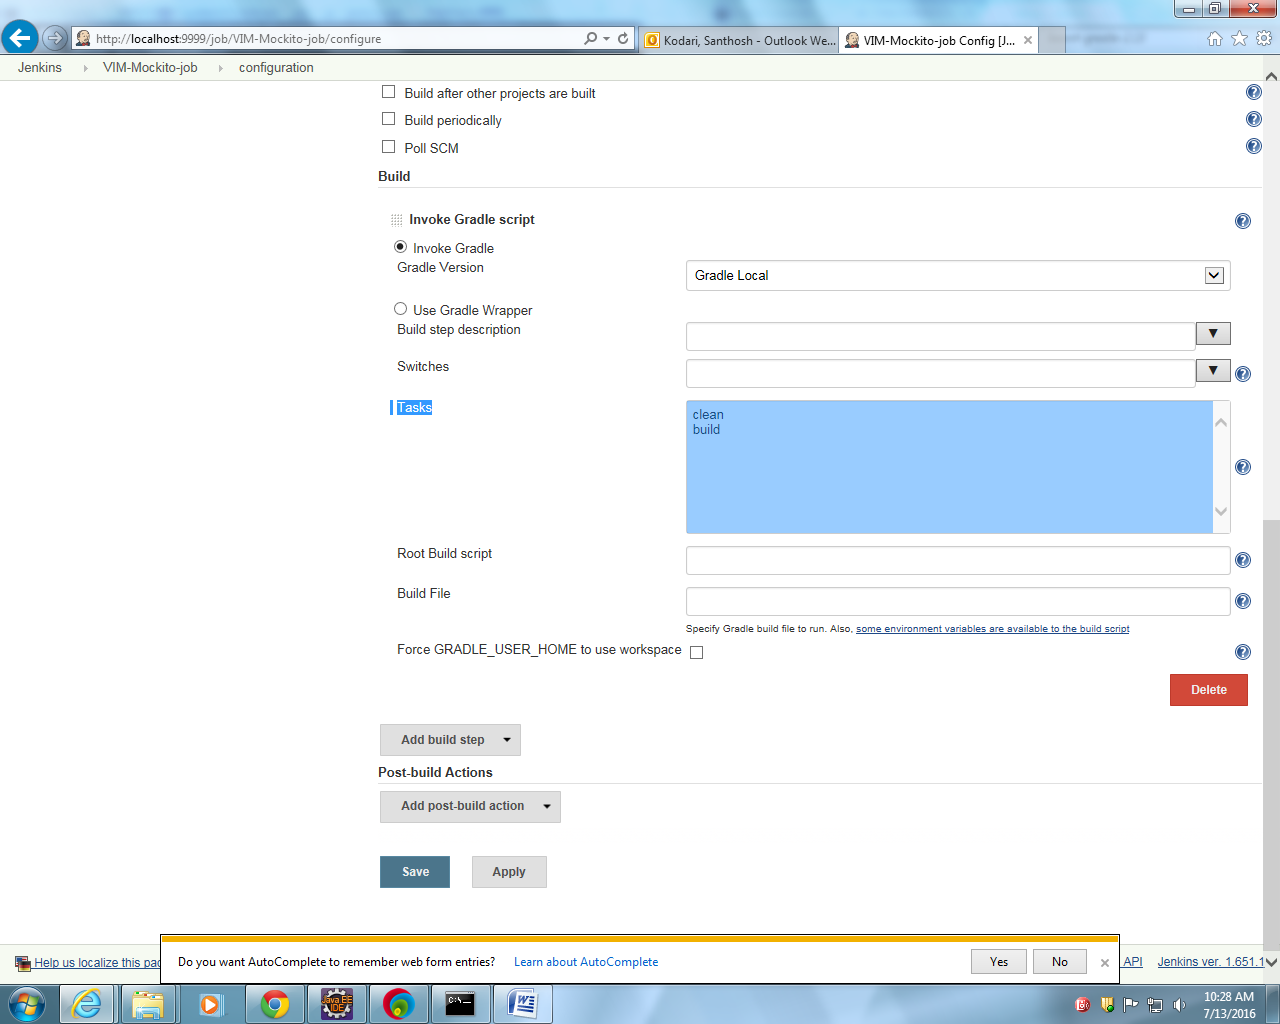 http://localhost:9999/job/VIM-Mockito-job/configure
Kodari, Santhosh - Outlook We...
VIM-Mockito-job Config [J...
Jenkins
VIM-Mockito-job
configuration
Build after other projects are built
Build periodically
Poll SCM
Build
Invoke Gradle script
Invoke Gradle
Gradle Version
Gradle Local
Use Gradle Wrapper
Build step description
Switches
Tasks
clean
build
Root Build script
Build File
Specify Gradle build file to run. Also, some environment variables are available to the build script
Force GRADLE_USER_HOME to use workspace
Delete
Add build step
Post-build Actions
Add post-build action
Save
Apply
Help us localize this pag
Do you want AutoComplete to remember web form entries?
Learn about AutoComplete
Yes
No
API
Jenkins ver. 1.651.1
Java EE
IDE
C:\.
10:28 AM
7/13/2016